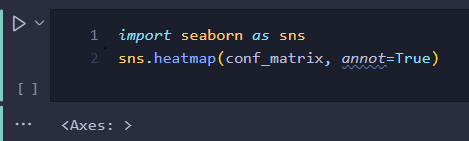 1 import seaborn as sns
2 sns.heatmap(conf_matrix, annot=True)
[ ]
... <Axes: >